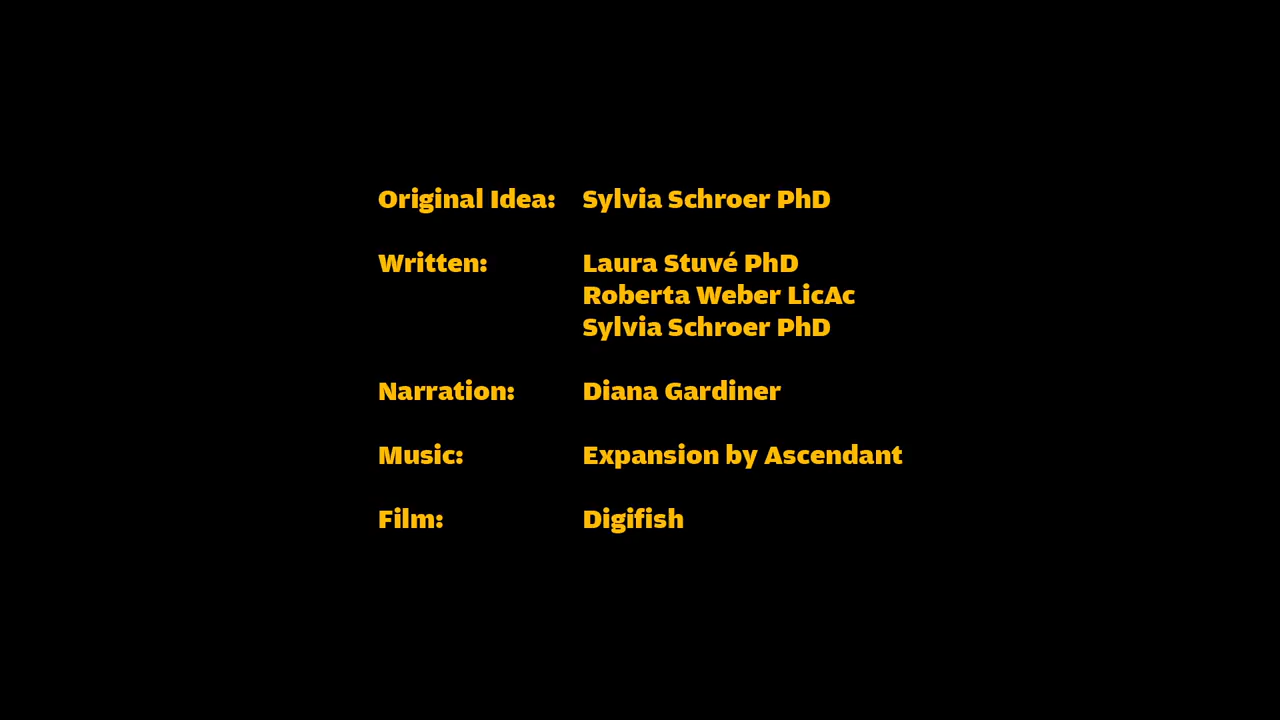 Original Idea: Sylvia Schroer PhD
Written: Laura Stuvé PhD
Roberta Weber LicAc
Sylvia Schroer PhD
Narration: Diana Gardiner
Music: Expansion by Ascendant
Film: Digifish